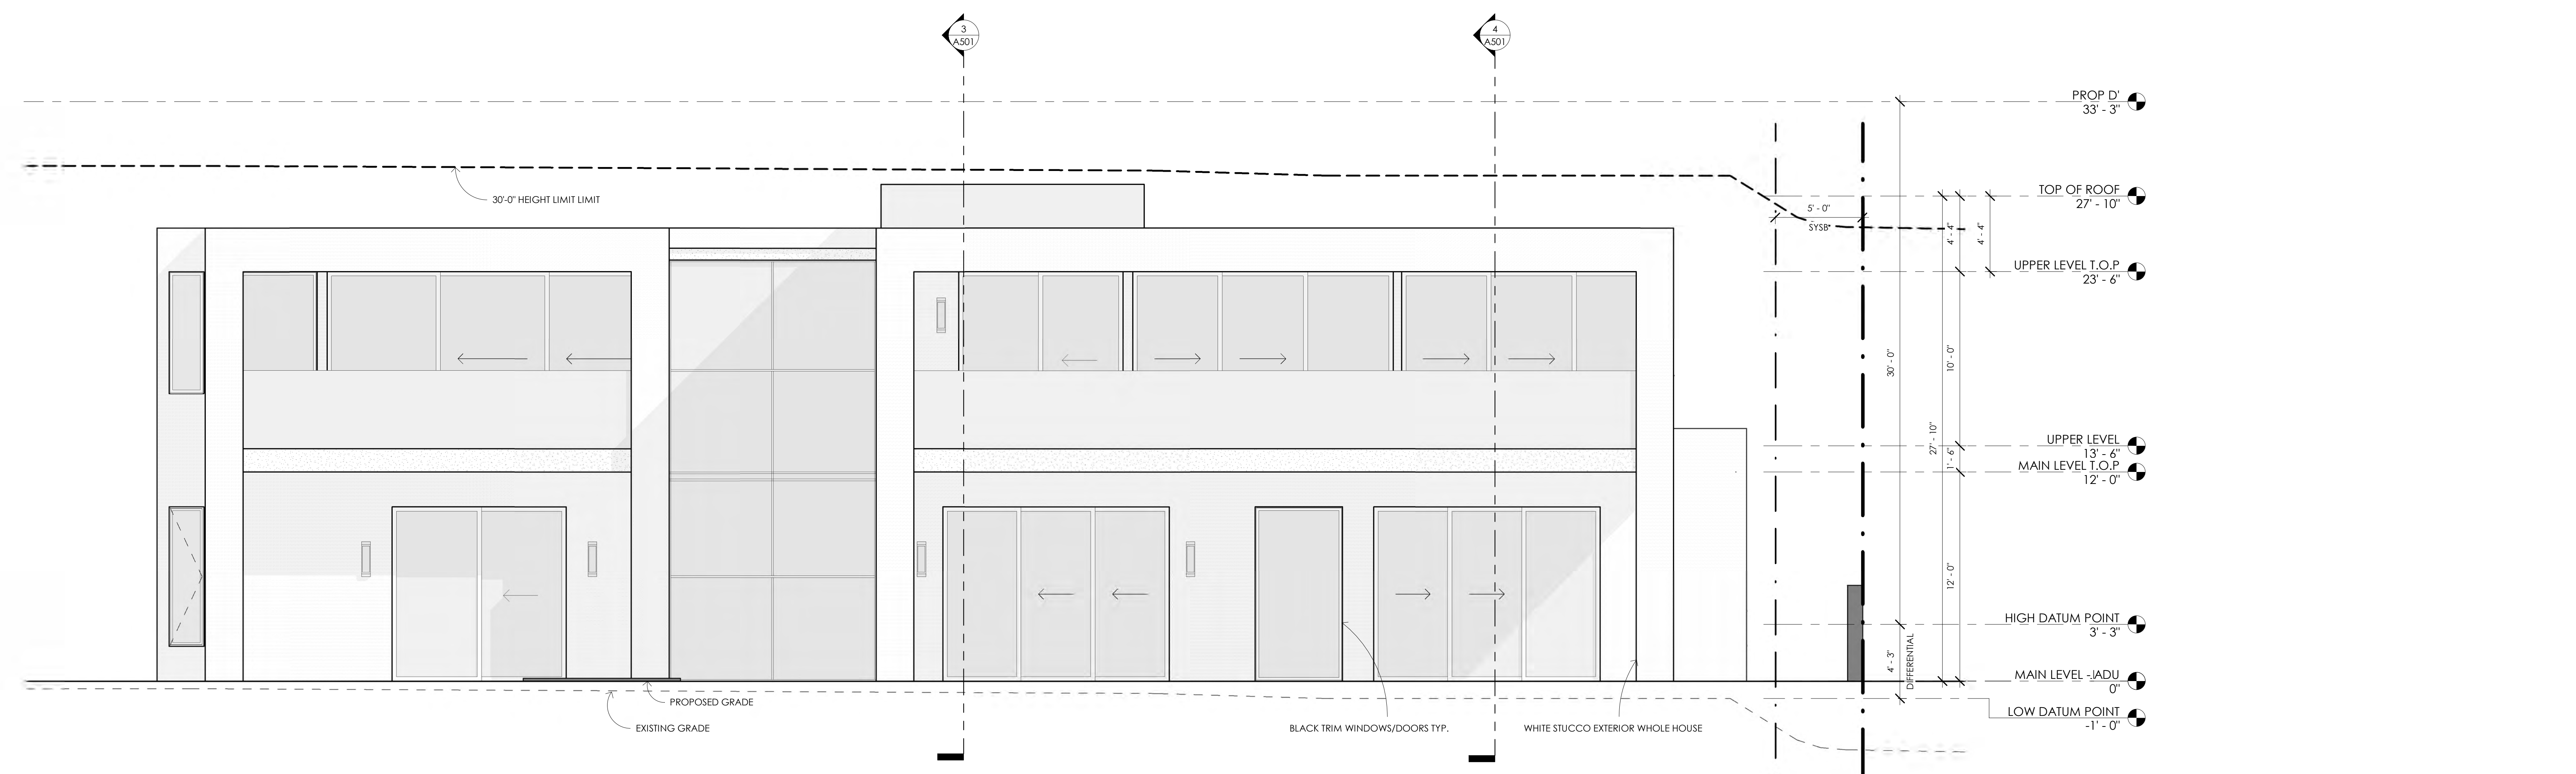 3
A501
4
A501
PROP D'
33' - 3"
30'-0" HEIGHT LIMIT LIMIT
TOP OF ROOF
27' - 10"
5' - 0"
SYSB
4' - 4"
4' - 4"
UPPER LEVEL T.O.P
23' - 6"
30' - 0"
10' - 0"
27' - 10"
UPPER LEVEL
13' - 6"
1' - 6"
MAIN LEVEL T.O.P
12' - 0"
12' - 0"
HIGH DATUM POINT
3' - 3"
4' - 3"
DIFFERENTIAL
MAIN LEVEL - ADU
0"
LOW DATUM POINT
-1' - 0"
PROPOSED GRADE
EXISTING GRADE
BLACK TRIM WINDOWS/DOORS TYP.
WHITE STUCCO EXTERIOR WHOLE HOUSE